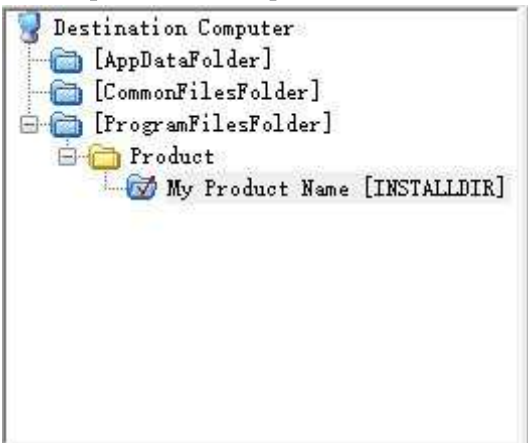 Destination Computer
[AppDataFolder]
[CommonFilesFolder]
[ProgramFilesFolder]
Product
My Product Name [INSTALLDIR]